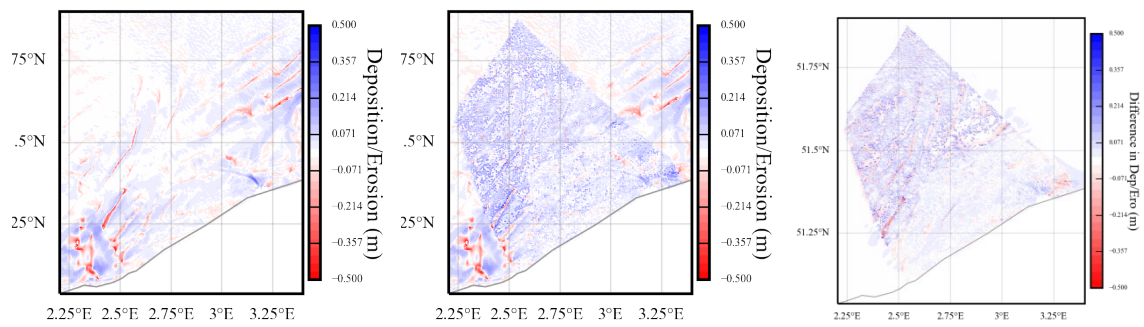 75°N
.5°N
25°N
2.25°E 2.5°E 2.75°E 3°E 3.25°E
0.500
0.357
0.214
0.071
−0.071
−0.214
−0.357
−0.500
Deposition/Erosion (m)
75°N
.5°N
25°N
2.25°E 2.5°E 2.75°E 3°E 3.25°E
0.500
0.357
0.214
0.071
−0.071
−0.214
−0.357
−0.500
Deposition/Erosion (m)
51.75°N
51.5°N
51.25°N
2.25°E 2.5°E 2.75°E 3°E 3.25°E
0.500
0.357
0.214
0.071
−0.071
−0.214
−0.357
−0.500
Difference in Dep/Ero (m)